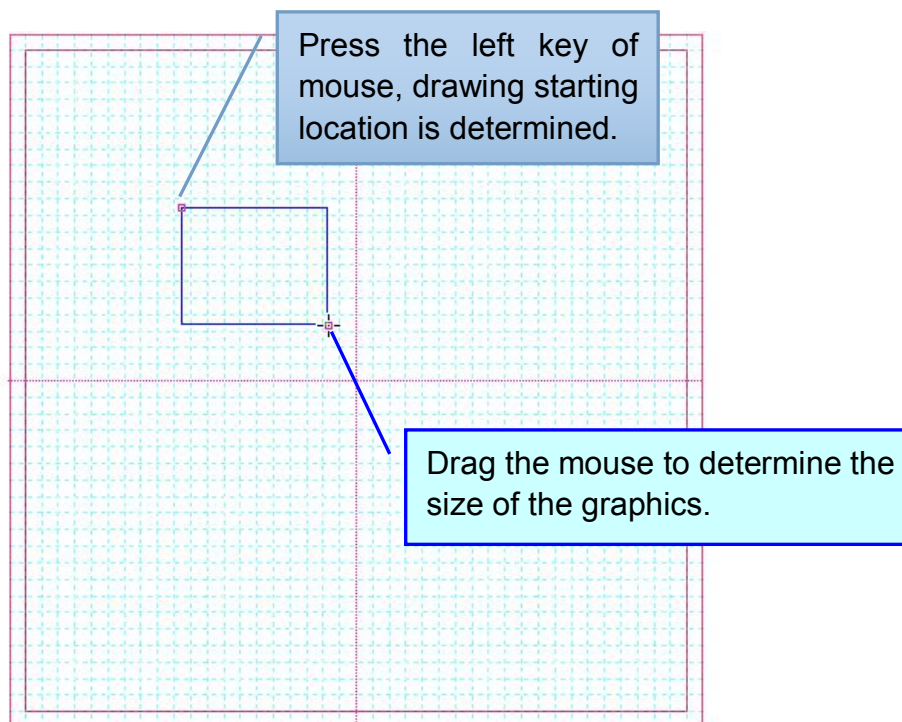 Press the left key of
mouse, drawing starting
location is determined.
Drag the mouse to determine the
size of the graphics.